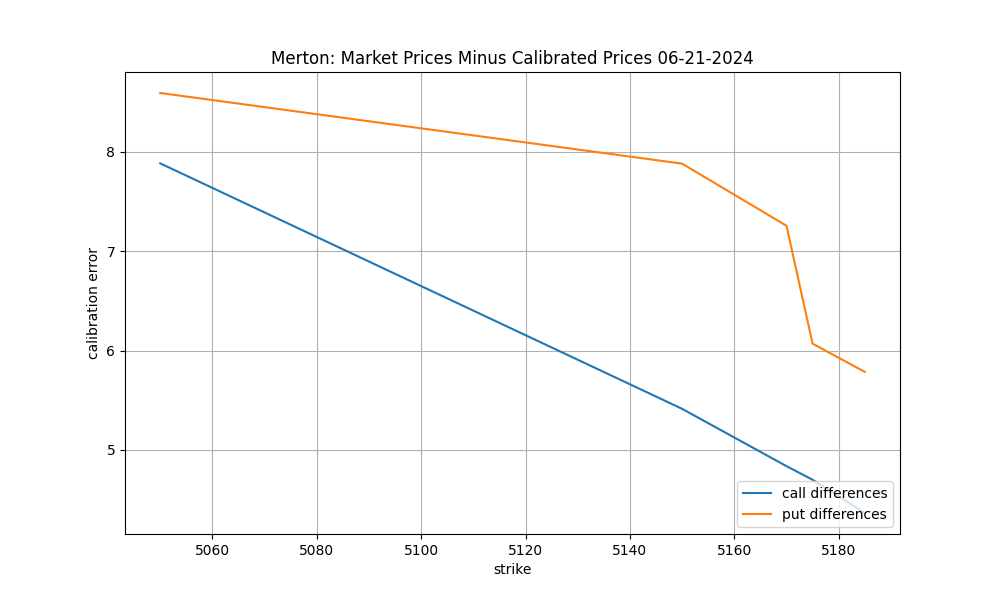 Merton: Market Prices Minus Calibrated Prices 06-21-2024
calibration error
8
7
6
5
call differences
put differences
5060 5080 5100 5120 5140 5160 5180
strike